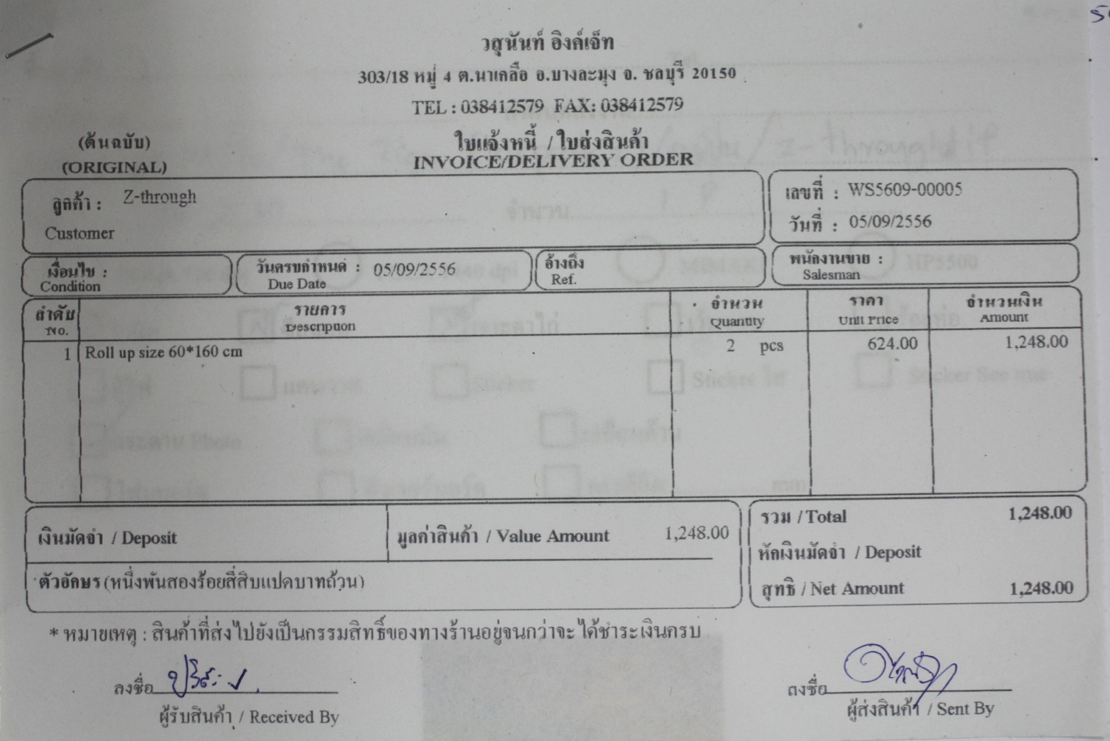 วสุนันท์ อิงค์เจ็ท
303/18 หมู่ 4 ต.นาเกลือ อ.บางละมุง จ. ชลบุรี 20150
TEL : 038412579 FAX: 038412579
(ต้นฉบับ)
(ORIGINAL)
ใบแจ้งหนี้ / ใบส่งสินค้า
INVOICE/DELIVERY ORDER
ลูกค้า : Z-through
Customer
เลขที่ : WS5609-00005
วันที่ : 05/09/2556
เงื่อนไข :
Condition
วันครบกำหนด : 05/09/2556
Due Date
อ้างถึง
Ref.
พนักงานขาย :
Salesman
ลำดับ รายการ จำนวน ราคา จำนวนเงิน
No. Description Quantity Unit Price Amount
1 Roll up size 60*160 cm 2 pcs 624.00 1,248.00
เงินมัดจำ / Deposit มูลค่าสินค้า / Value Amount 1,248.00
ตัวอักษร (หนึ่งพันสองร้อยสี่สิบแปดบาทถ้วน)
รวม / Total 1,248.00
หักเงินมัดจำ / Deposit
สุทธิ / Net Amount 1,248.00
* หมายเหตุ : สินค้าที่ส่งไปยังเป็นกรรมสิทธิ์ของทางร้านอยู่จนกว่าจะ ได้ชำระเงินครบ
ลงชื่อ
ผู้รับสินค้า / Received By
ลงชื่อ
ผู้ส่งสินค้า / Sent By